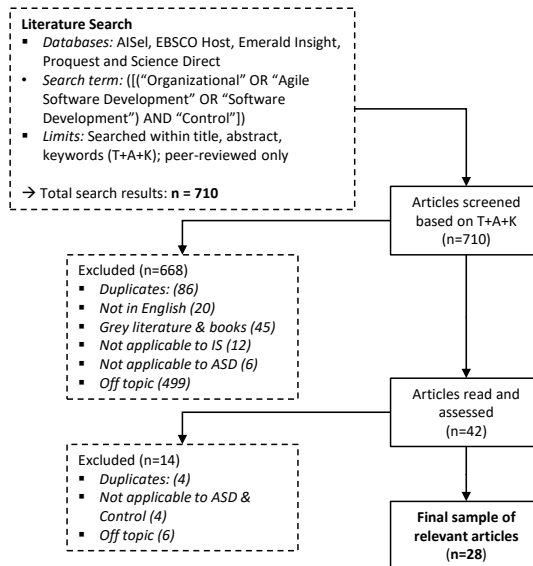 Literature Search
▪ Databases: AISel, EBSCO Host, Emerald Insight,
Proquest and Science Direct
• Search term: ([(“Organizational” OR “Agile
Software Development” OR “Software
Development”) AND “Control”])
▪ Limits: Searched within title, abstract,
keywords (T+A+K); peer-reviewed only
→ Total search results: n = 710
Articles screened
based on T+A+K
(n=710)
Excluded (n=668)
▪ Duplicates: (86)
▪ Not in English (20)
▪ Grey literature & books (45)
▪ Not applicable to IS (12)
▪ Not applicable to ASD (6)
▪ Off topic (499)
Articles read and
assessed
(n=42)
Excluded (n=14)
▪ Duplicates: (4)
▪ Not applicable to ASD &
Control (4)
▪ Off topic (6)
Final sample of
relevant articles
(n=28)